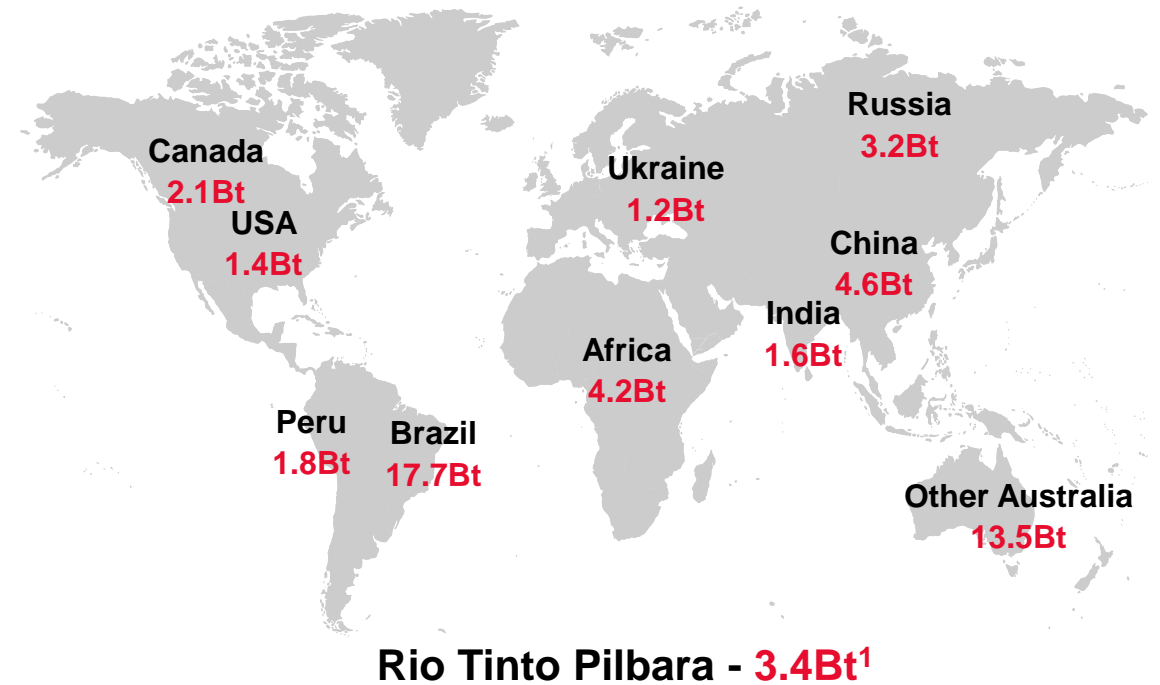 Russia
3.2Bt
Canada
2.1Bt
Ukraine
1.2Bt
USA
1.4Bt
China
4.6Bt
India
1.6Bt
Africa
4.2Bt
Peru
1.8Bt
Brazil
17.7Bt
Other Australia
13.5Bt
Rio Tinto Pilbara - 3.4Bt¹